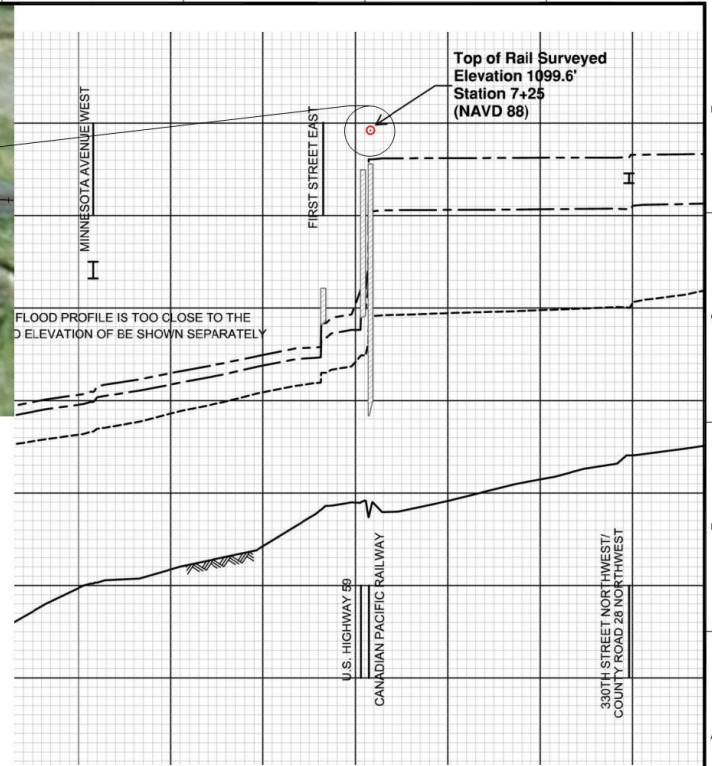 Top of Rail Surveyed
Elevation 1099.6'
Station 7+25
(NAVD 88)
MINNESOTA AVENUE WEST
FIRST STREET EAST
FLOOD PROFILE IS TOO CLOSE TO THE
D ELEVATION OF BE SHOWN SEPARATELY
U.S. HIGHWAY 59
CANADIAN PACIFIC RAILWAY
330TH STREET NORTHWEST/
COUNTY ROAD 28 NORTHWEST